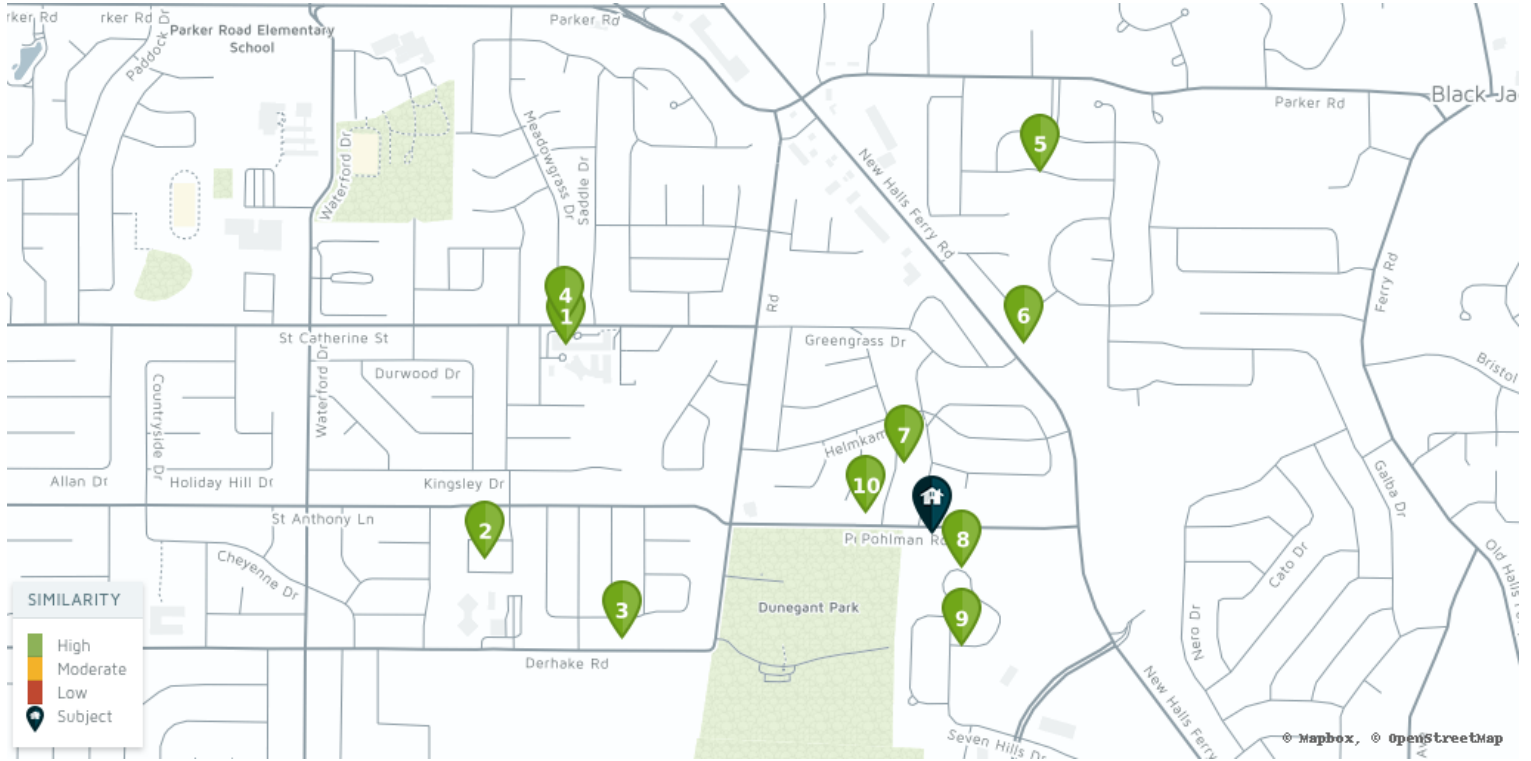 rker Rd
rker Rd
Paddock Dr
Parker Road Elementary
School
Parker Rd
Parker Rd
Black Ja
Waterford Dr
Meadowgrass Dr
Saddle Dr
New Halls Ferry Rd
5
4
1
6
Rd
Ferry Rd
St Catherine St
Greengrass Dr
Durwood Dr
Waterford Dr
Countryside Dr
Bristol
7
Helmkam
10
Allan Dr
Holiday Hill Dr
Kingsley Dr
Galba Dr
St Anthony Ln
2
8
Pohlman Rd
Cheyenne Dr
Cato Dr
Old Halls Fer
3
Dunegant Park
9
Nero Dr
Derhake Rd
New Halls Ferry
Seven Hills Dr
SIMILARITY
High
Moderate
Low
Subject
© Mapbox, © OpenStreetMap